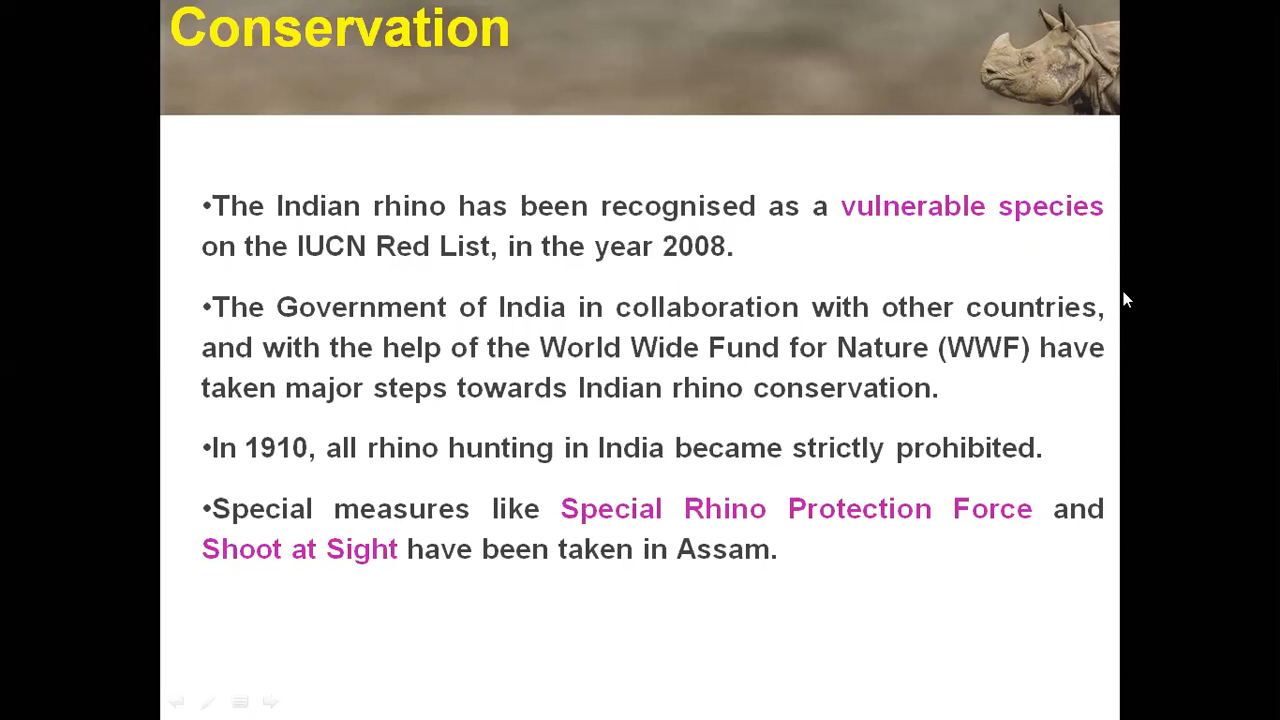 Conservation
•The Indian rhino has been recognised as a vulnerable species
on the IUCN Red List, in the year 2008.
•The Government of India in collaboration with other countries,
and with the help of the World Wide Fund for Nature (WWF) have
taken major steps towards Indian rhino conservation.
•In 1910, all rhino hunting in India became strictly prohibited.
•Special measures like Special Rhino Protection Force and
Shoot at Sight have been taken in Assam.